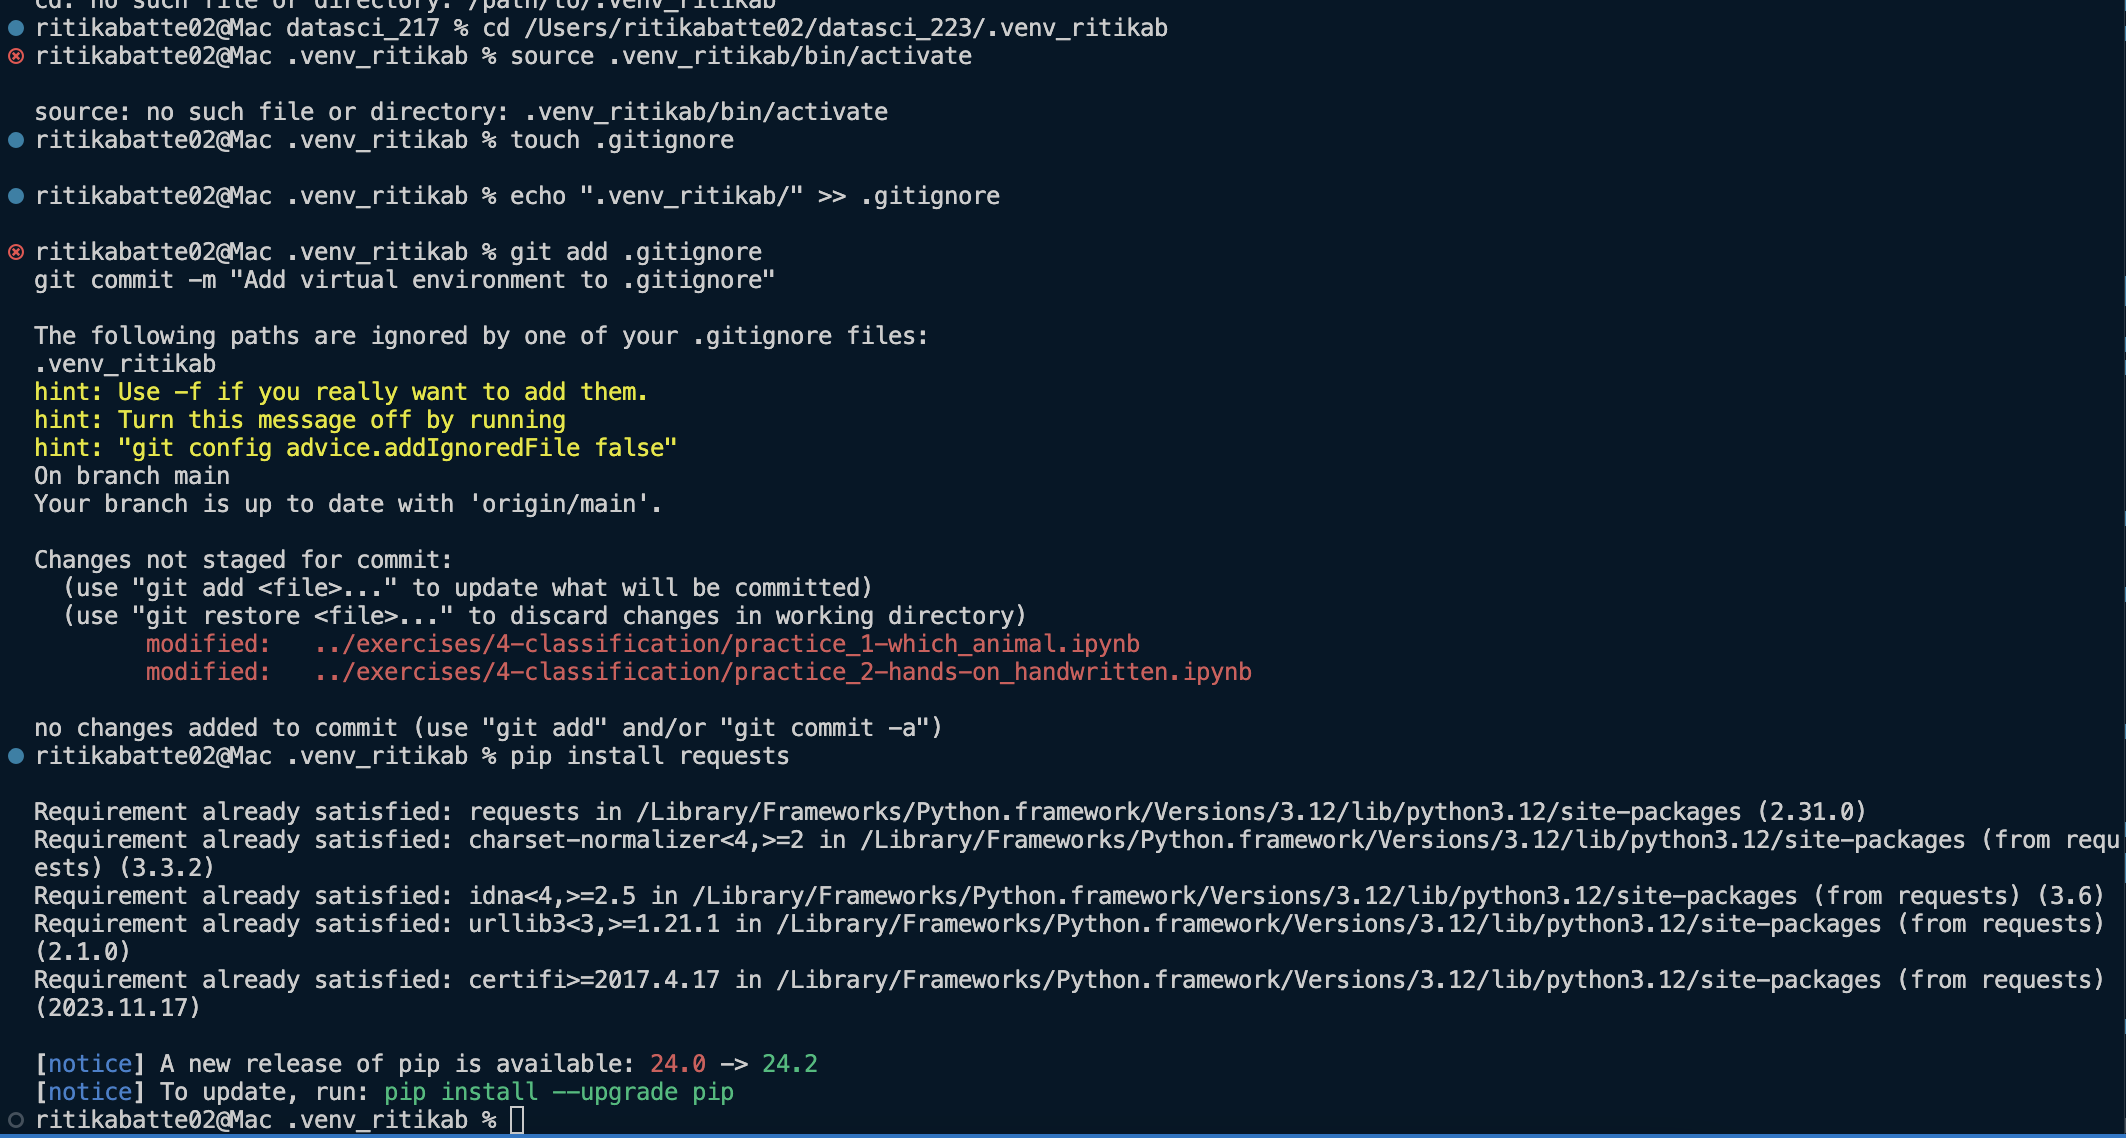 cd: no such file or directory: /path/to/.venv_ritikab
ritikabatte02@Mac datasci_217 % cd /Users/ritikabatte02/datasci_223/.venv_ritikab
ritikabatte02@Mac .venv_ritikab % source .venv_ritikab/bin/activate
source: no such file or directory: .venv_ritikab/bin/activate
ritikabatte02@Mac .venv_ritikab % touch .gitignore
ritikabatte02@Mac .venv_ritikab % echo ".venv_ritikab/" >> .gitignore
ritikabatte02@Mac .venv_ritikab % git add .gitignore
git commit -m "Add virtual environment to .gitignore"
The following paths are ignored by one of your .gitignore files:
.venv_ritikab
hint: Use -f if you really want to add them.
hint: Turn this message off by running
hint: "git config advice.addIgnoredFile false"
On branch main
Your branch is up to date with 'origin/main'.
Changes not staged for commit:
  (use "git add <file>..." to update what will be committed)
  (use "git restore <file>..." to discard changes in working directory)
        modified:   ../exercises/4-classification/practice_1-which_animal.ipynb
        modified:   ../exercises/4-classification/practice_2-hands-on_handwritten.ipynb
no changes added to commit (use "git add" and/or "git commit -a")
ritikabatte02@Mac .venv_ritikab % pip install requests
Requirement already satisfied: requests in /Library/Frameworks/Python.framework/Versions/3.12/lib/python3.12/site-packages (2.31.0)
Requirement already satisfied: charset-normalizer<4,>=2 in /Library/Frameworks/Python.framework/Versions/3.12/lib/python3.12/site-packages (from requ
ests) (3.3.2)
Requirement already satisfied: idna<4,>=2.5 in /Library/Frameworks/Python.framework/Versions/3.12/lib/python3.12/site-packages (from requests) (3.6)
Requirement already satisfied: urllib3<3,>=1.21.1 in /Library/Frameworks/Python.framework/Versions/3.12/lib/python3.12/site-packages (from requests)
(2.1.0)
Requirement already satisfied: certifi>=2017.4.17 in /Library/Frameworks/Python.framework/Versions/3.12/lib/python3.12/site-packages (from requests)
(2023.11.17)
[notice] A new release of pip is available: 24.0 -> 24.2
[notice] To update, run: pip install --upgrade pip
ritikabatte02@Mac .venv_ritikab %